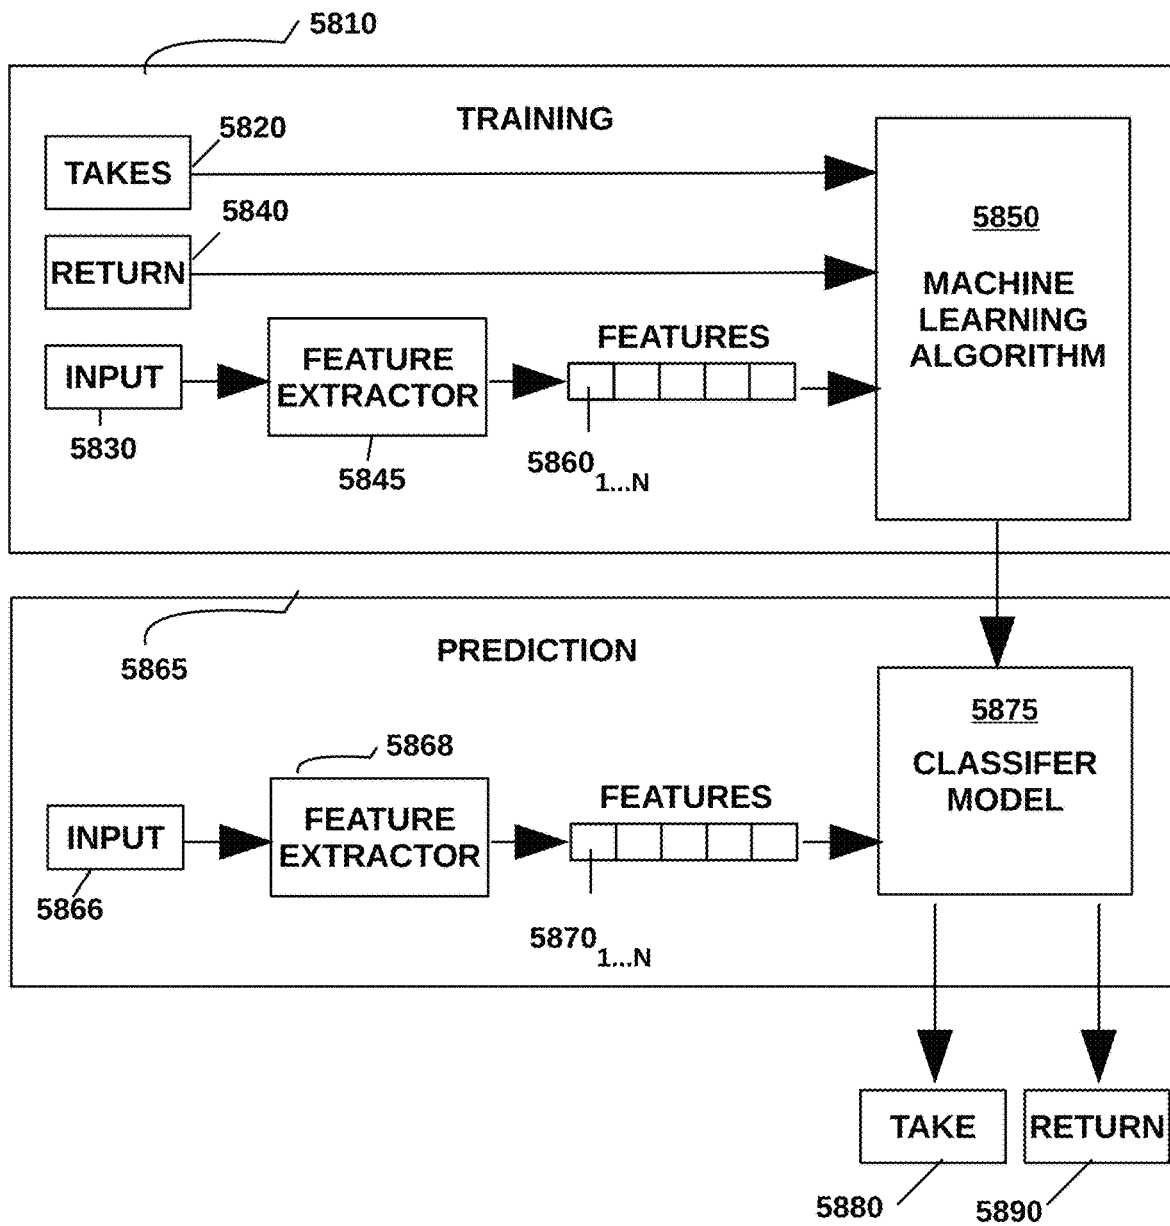 5810
TRAINING
5820
TAKES
5840
RETURN
5850
MACHINE
LEARNING
ALGORITHM
FEATURES
INPUT
FEATURE
EXTRACTOR
5830
5845
5860 1...N
5865
PREDICTION
5875
CLASSIFER
MODEL
5868
FEATURES
INPUT
FEATURE
EXTRACTOR
5866
5870 1...N
TAKE
RETURN
5880
5890